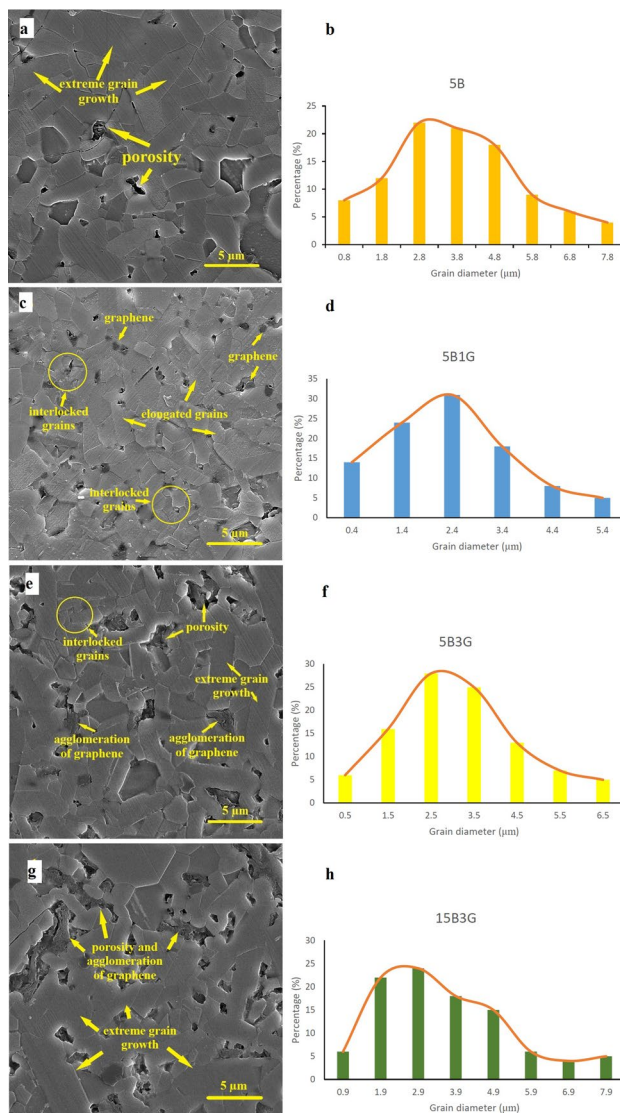 a
extreme grain
growth
porosity
5 μm
b
5B
Percentage (%)
25
20
15
10
5
0
0.8 1.8 2.8 3.8 4.8 5.8 6.8 7.8
Grain diameter (μm)
c
graphene
graphene
interlocked
grains
elongated grains
interlocked
grains
5 μm
d
5B1G
Percentage (%)
35
30
25
20
15
10
5
0
0.4 1.4 2.4 3.4 4.4 5.4
Grain diameter (μm)
e
interlocked
grains
porosity
extreme grain
growth
agglomeration
of graphene
agglomeration
of graphene
5 μm
f
5B3G
Percentage (%)
30
25
20
15
10
5
0
0.5 1.5 2.5 3.5 4.5 5.5 6.5
Grain diameter (μm)
g
porosity and
agglomeration
of graphene
extreme grain
growth
5 μm
h
15B3G
Percentage (%)
30
25
20
15
10
5
0
0.9 1.9 2.9 3.9 4.9 5.9 6.9 7.9
Grain diameter (μm)